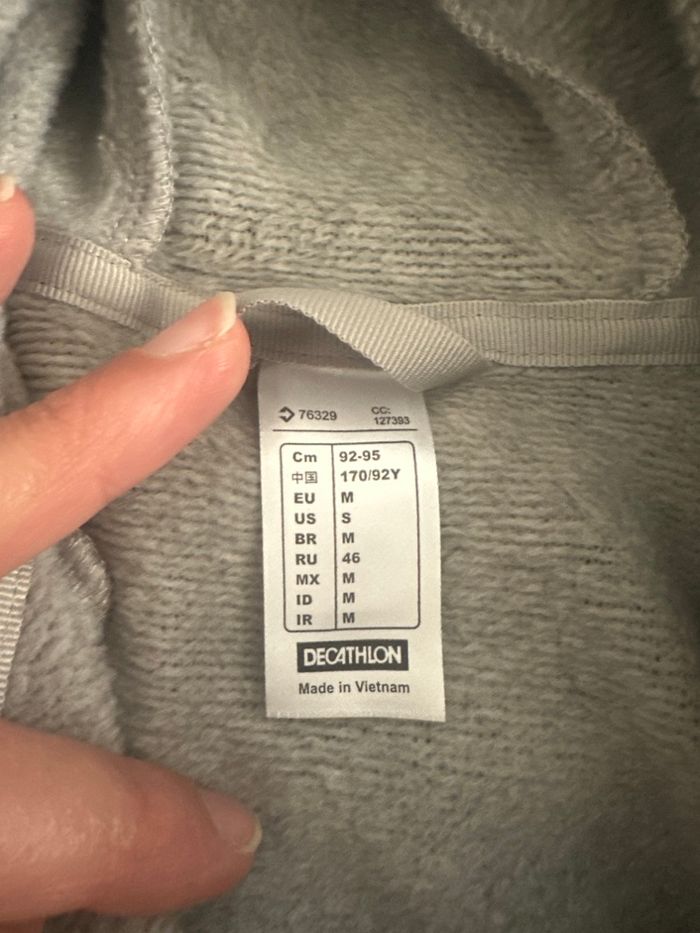 76329 CC:
127393
Cm 92-95
中国 170/92Y
EU M
US S
BR M
RU 46
MX M
ID M
IR M
DECATHLON
Made in Vietnam